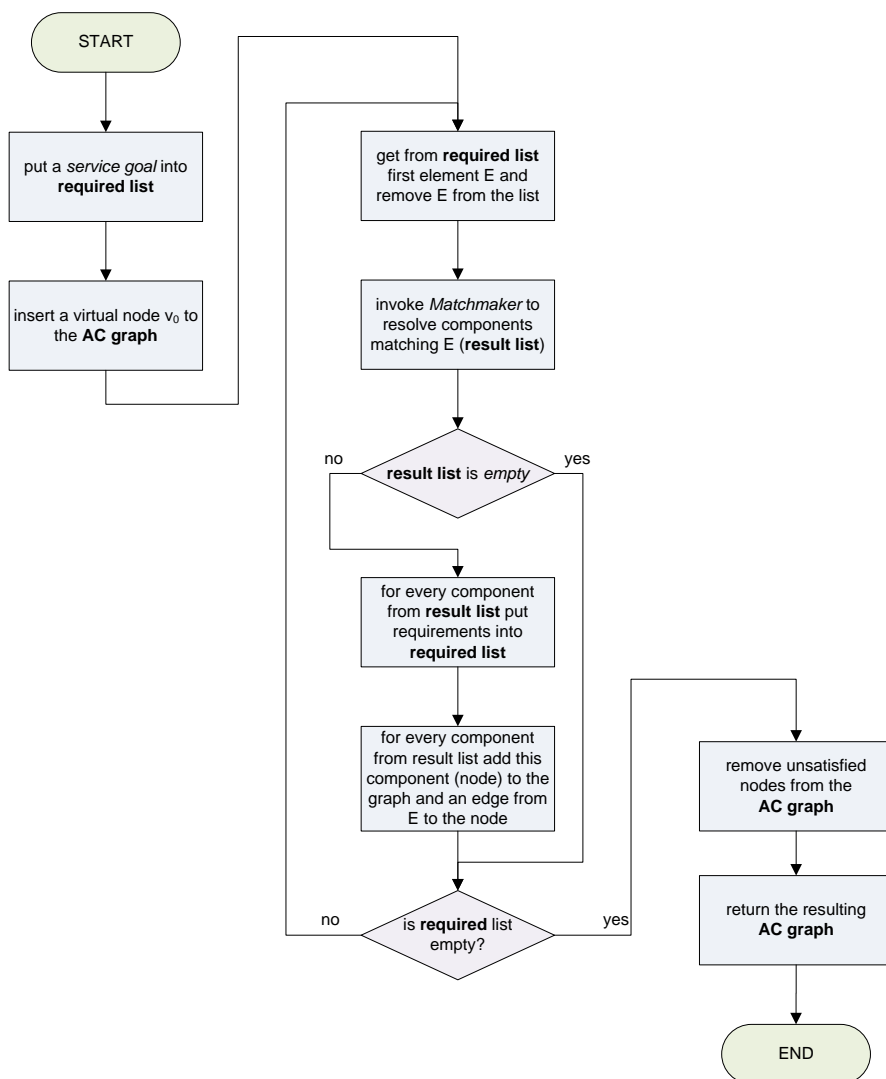 START
put a service goal into
required list
insert a virtual node v₀ to
the AC graph
get from required list
first element E and
remove E from the list
invoke Matchmaker to
resolve components
matching E (result list)
no
result list is empty
yes
for every component
from result list put
requirements into
required list
for every component
from result list add this
component (node) to the
graph and an edge from
E to the node
no
is required list
empty?
yes
remove unsatisfied
nodes from the
AC graph
return the resulting
AC graph
END